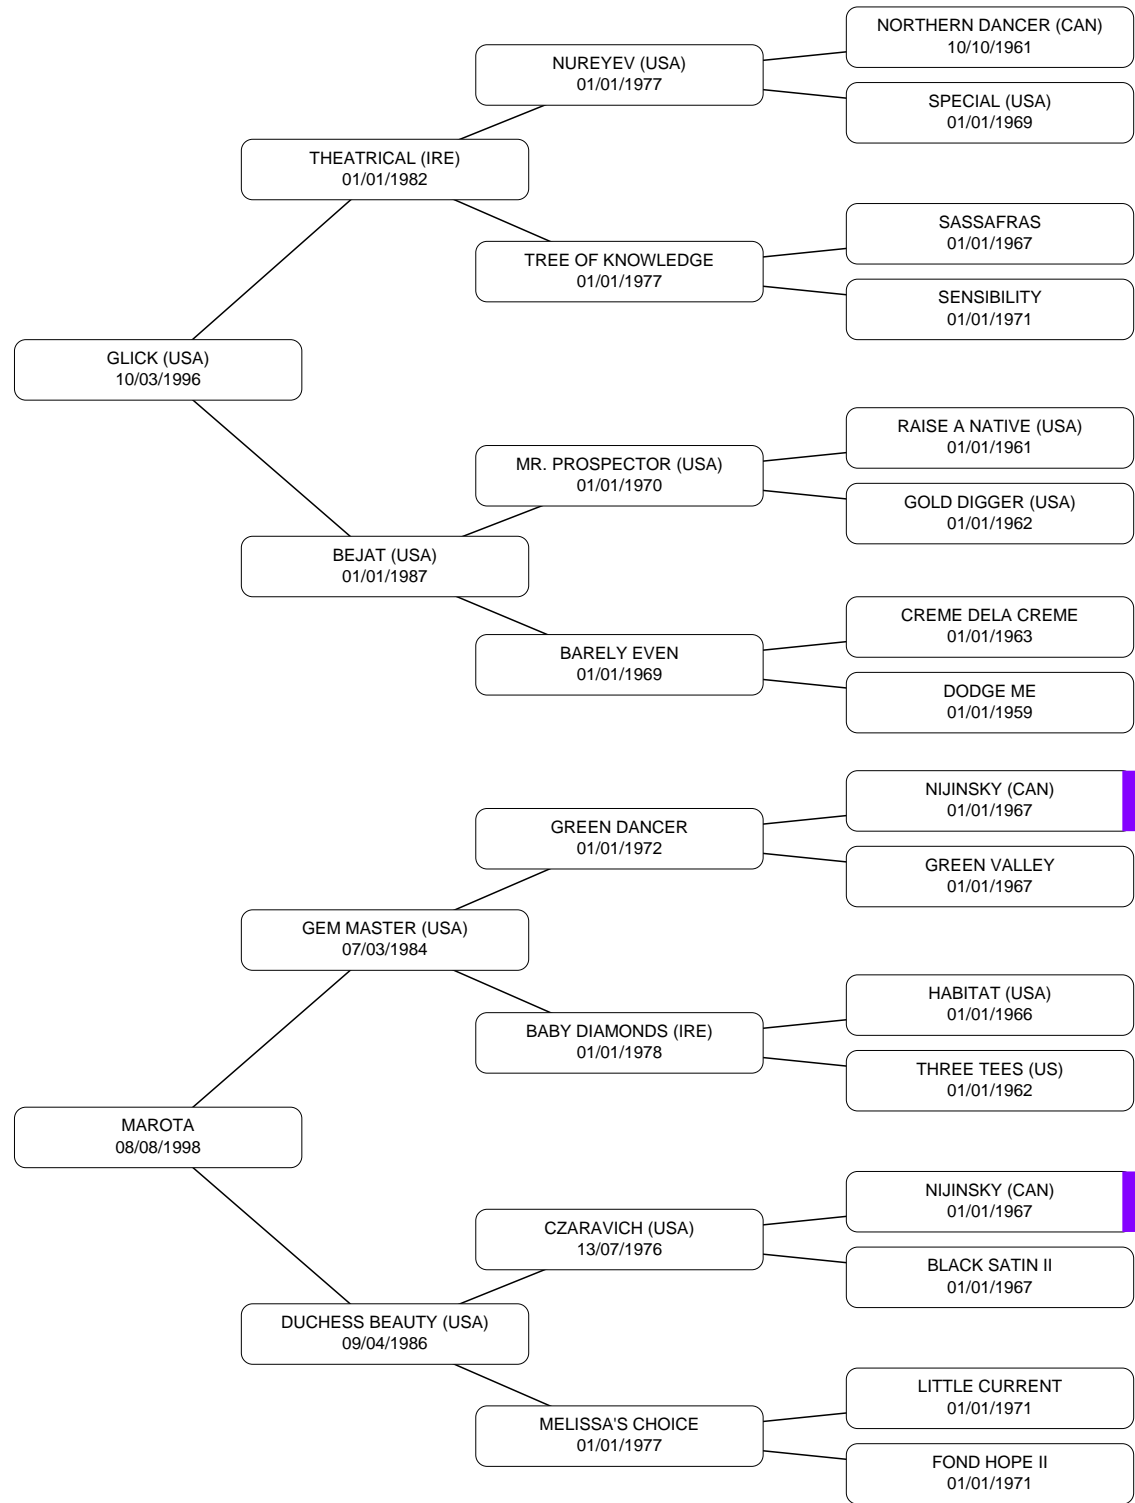 NORTHERN DANCER (CAN)
10/10/1961
NUREYEV (USA)
01/01/1977
SPECIAL (USA)
01/01/1969
THEATRICAL (IRE)
01/01/1982
SASSAFRAS
01/01/1967
TREE OF KNOWLEDGE
01/01/1977
SENSIBILITY
01/01/1971
GLICK (USA)
10/03/1996
RAISE A NATIVE (USA)
01/01/1961
MR. PROSPECTOR (USA)
01/01/1970
GOLD DIGGER (USA)
01/01/1962
BEJAT (USA)
01/01/1987
CREME DELA CREME
01/01/1963
BARELY EVEN
01/01/1969
DODGE ME
01/01/1959
NIJINSKY (CAN)
01/01/1967
GREEN DANCER
01/01/1972
GREEN VALLEY
01/01/1967
GEM MASTER (USA)
07/03/1984
HABITAT (USA)
01/01/1966
BABY DIAMONDS (IRE)
01/01/1978
THREE TEES (US)
01/01/1962
MAROTA
08/08/1998
NIJINSKY (CAN)
01/01/1967
CZARAVICH (USA)
13/07/1976
BLACK SATIN II
01/01/1967
DUCHESS BEAUTY (USA)
09/04/1986
LITTLE CURRENT
01/01/1971
MELISSA'S CHOICE
01/01/1977
FOND HOPE II
01/01/1971